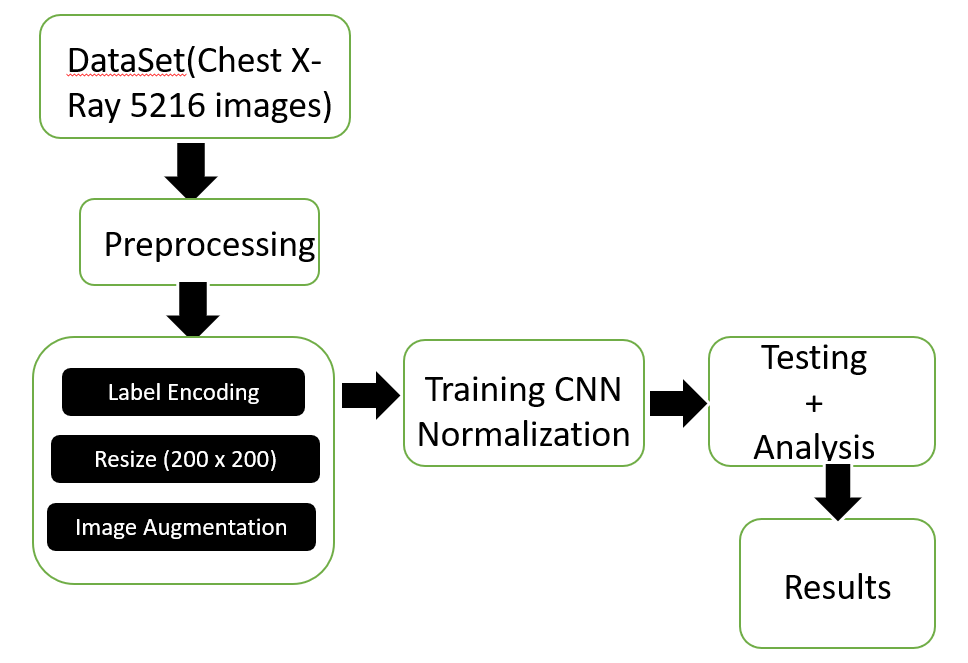 DataSet(Chest X-
Ray 5216 images)
Preprocessing
Label Encoding
Resize (200 x 200)
Image Augmentation
Training CNN
Normalization
Testing
+
Analysis
Results